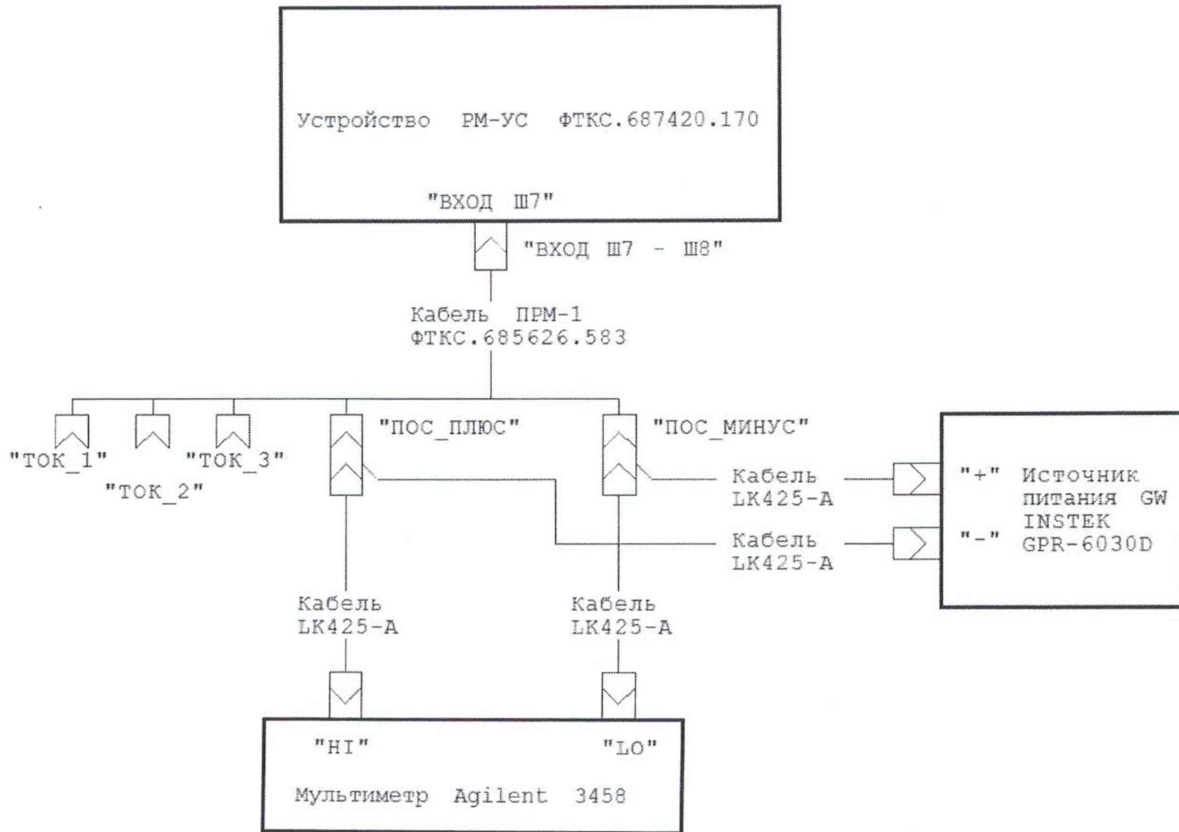 Устройство РМ-УС ФТКС.687420.170
"ВХОД Ш7"
"ВХОД Ш7 - Ш8"
Кабель ПРМ-1
ФТКС.685626.583
"ТОК_1"
"ТОК_2"
"ТОК_3"
"ПОС_ПЛЮС"
"ПОС_МИНУС"
Кабель
LK425-A
Кабель
LK425-A
"+" Источник
питания GW
INSTEK
"-" GPR-6030D
Кабель
LK425-A
Кабель
LK425-A
"HI"
"LO"
Мультиметр Agilent 3458